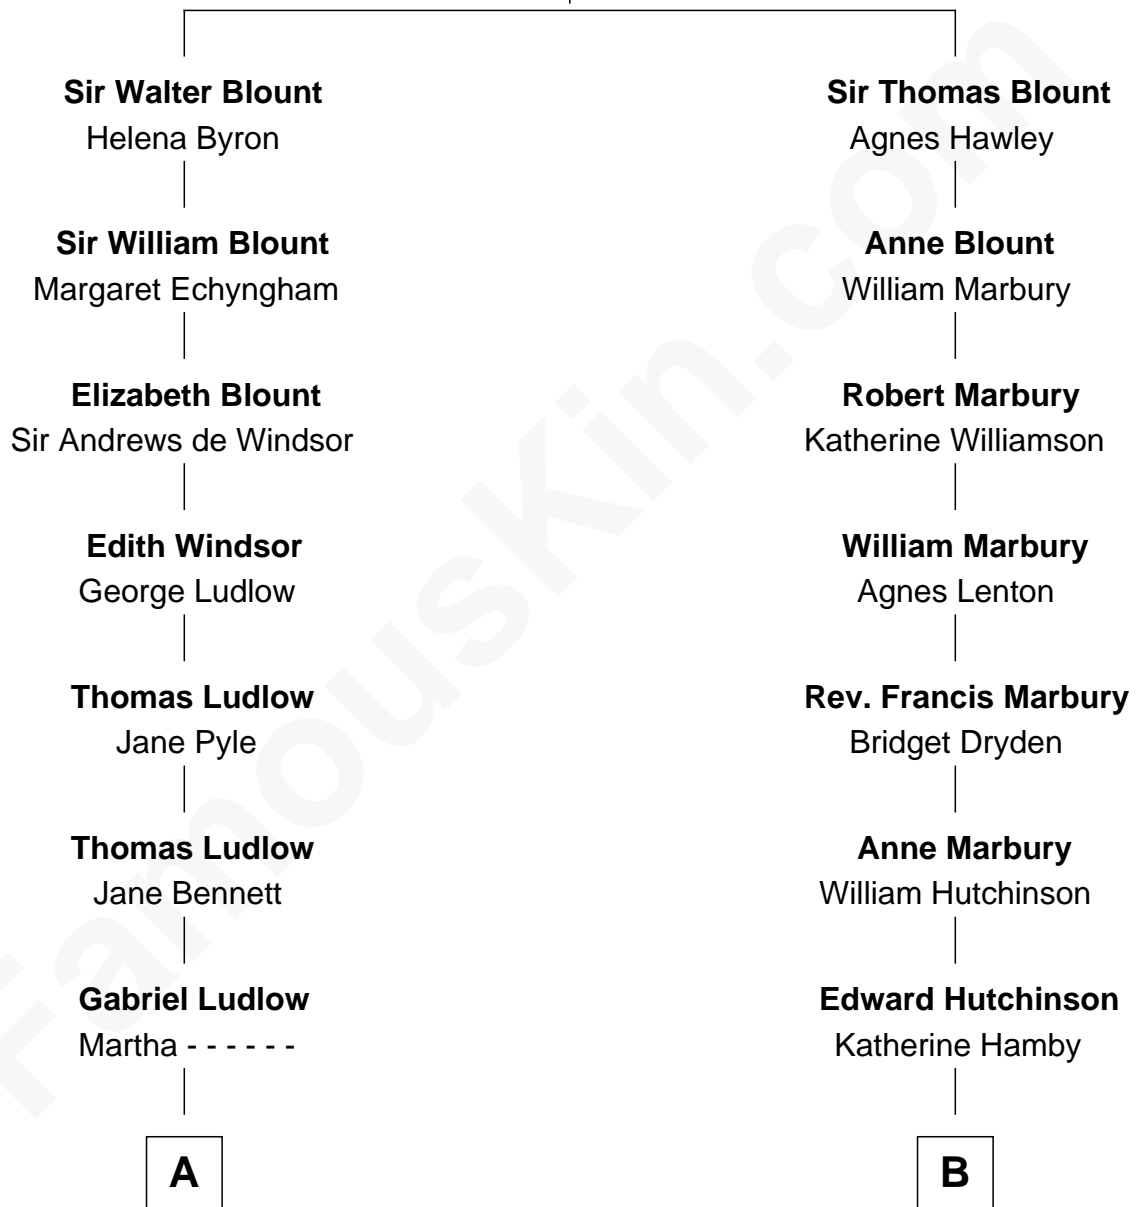 Sir Walter Blount
Helena Byron
Sir William Blount
Margaret Echyngham
Elizabeth Blount
Sir Andrews de Windsor
Edith Windsor
George Ludlow
Thomas Ludlow
Jane Pyle
Thomas Ludlow
Jane Bennett
Gabriel Ludlow
Martha - - - - - -
A
Sir Thomas Blount
Agnes Hawley
Anne Blount
William Marbury
Robert Marbury
Katherine Williamson
William Marbury
Agnes Lenton
Rev. Francis Marbury
Bridget Dryden
Anne Marbury
William Hutchinson
Edward Hutchinson
Katherine Hamby
B
FamousKin.com